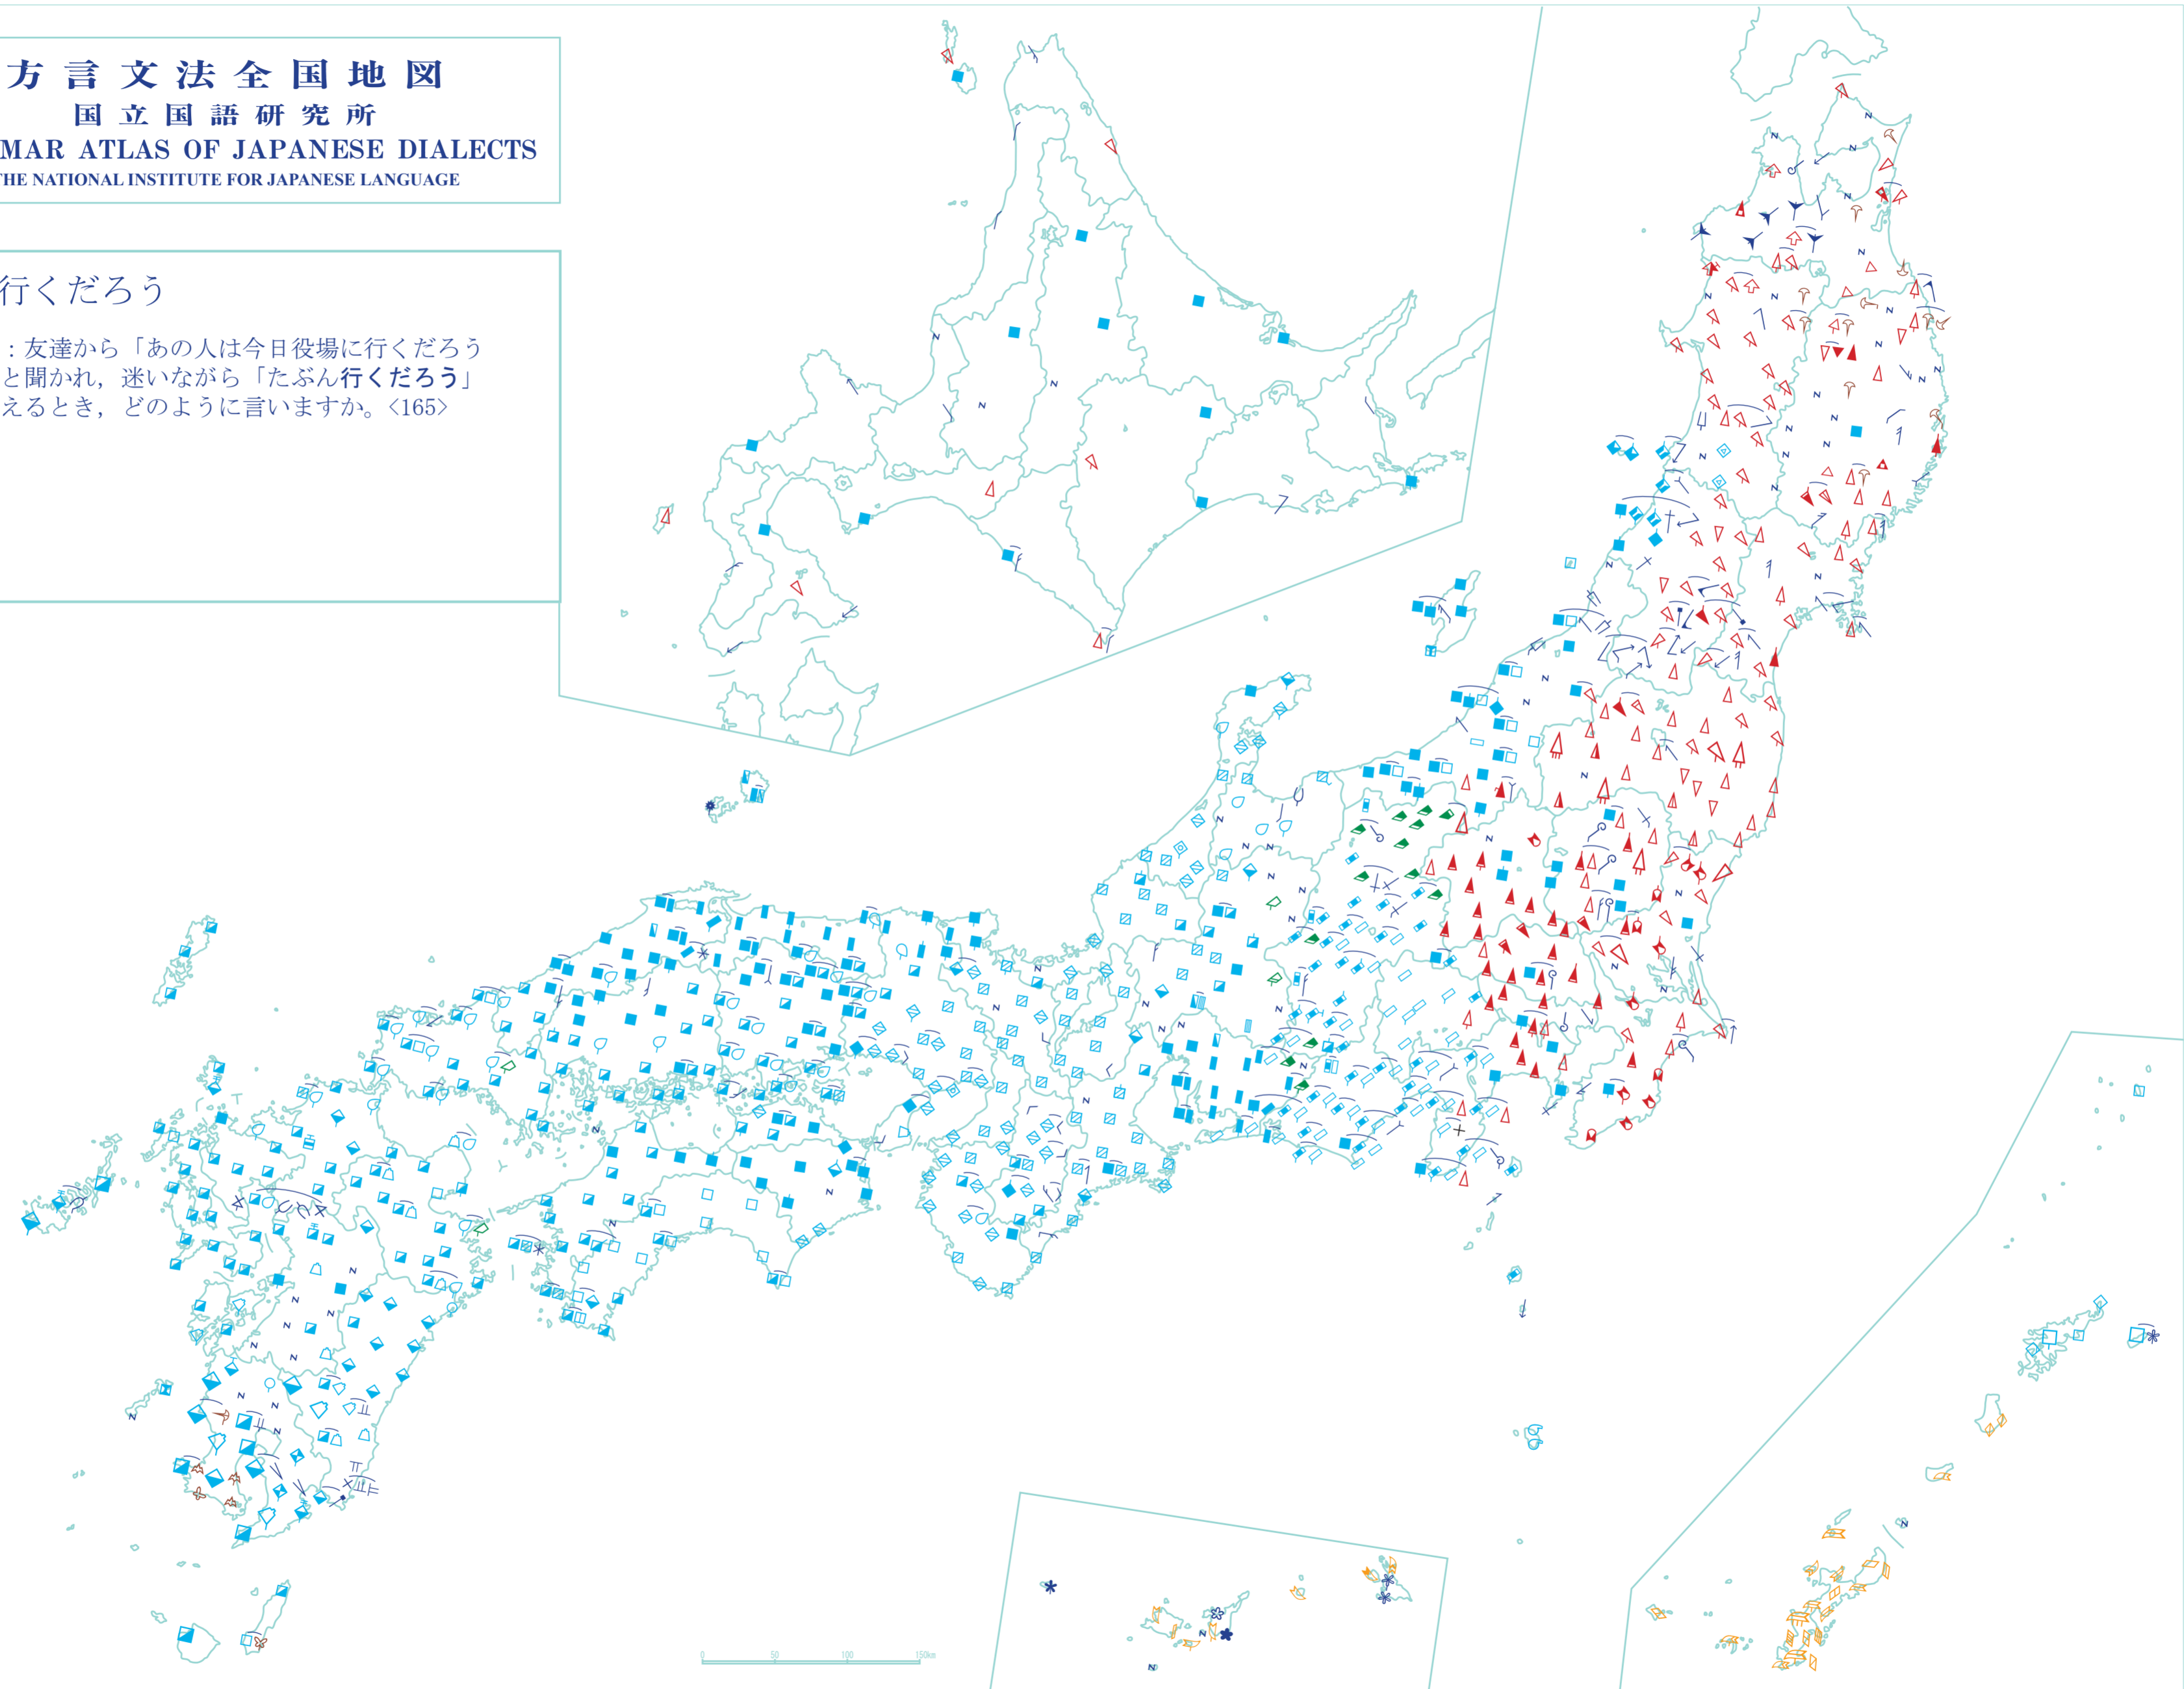 方言文法全国地図
国立国語研究所
MAR ATLAS OF JAPANESE DIALECTS
THE NATIONAL INSTITUTE FOR JAPANESE LANGUAGE
行くだろう
：友達から「あの人は今日役場に行くだろう
と聞かれ，迷いながら「たぶん行くだろう」
えるとき，どのように言いますか。<165>
0 50 100 150km